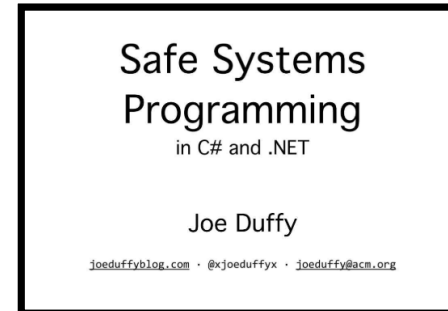 Safe Systems
Programming
in C# and .NET
Joe Duffy
joeduffyblog.com · @xjoeduffyx · joeduffy@acm.org